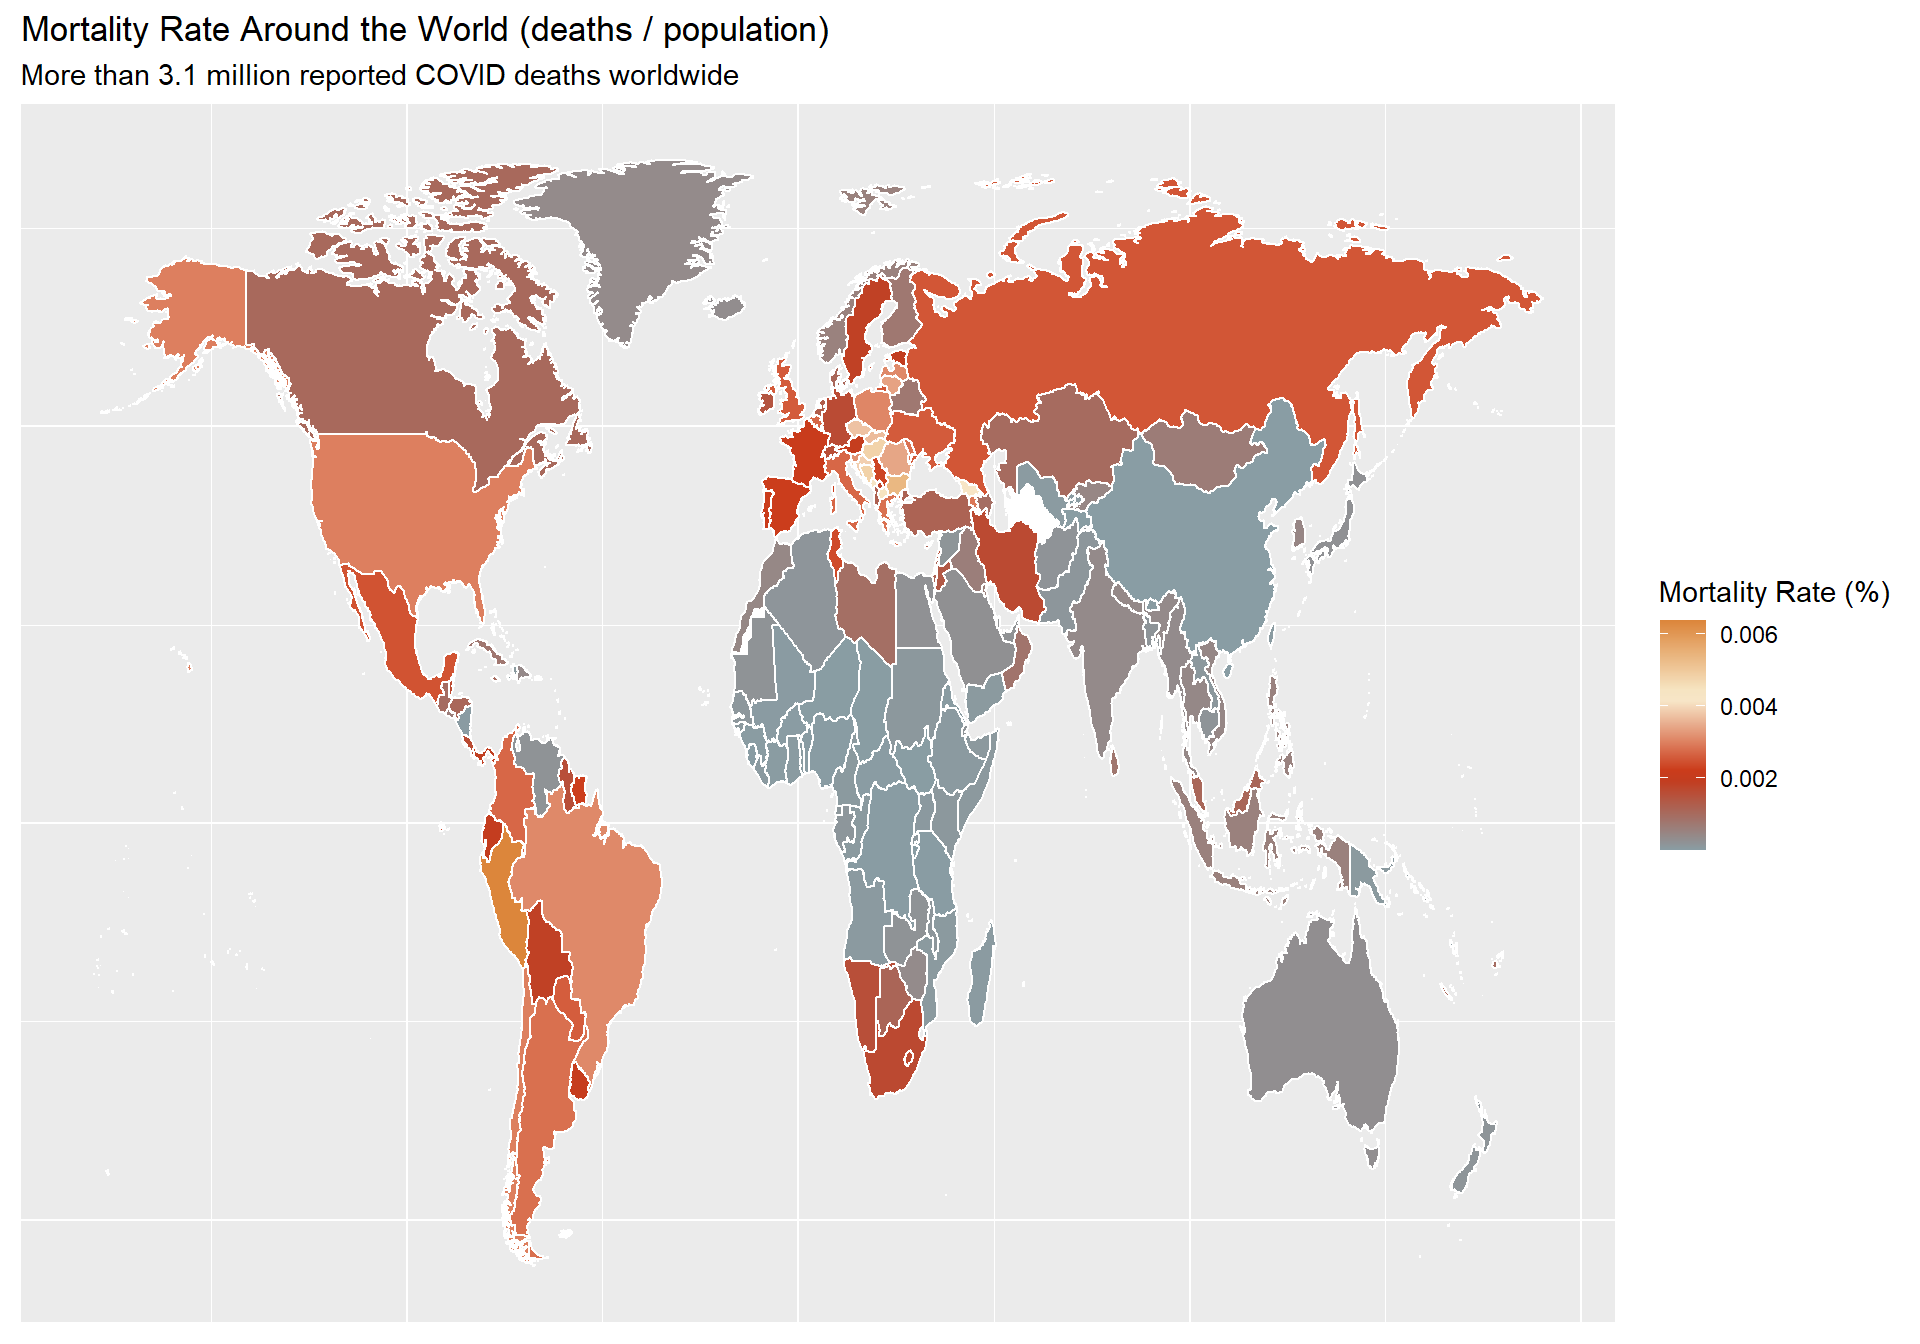 Mortality Rate Around the World (deaths / population)
More than 3.1 million reported COVID deaths worldwide
Mortality Rate (%)
0.006
0.004
0.002